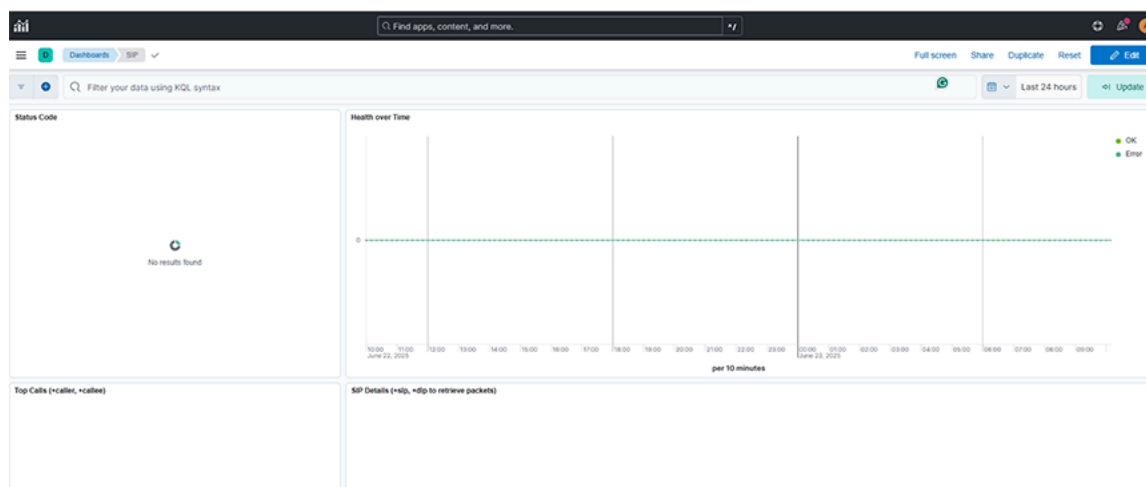 Find apps, content, and more.
*/
D
Dashboards
SIP
Full screen
Share
Duplicate
Reset
Edit
Filter your data using KQL syntax
Last 24 hours
Update
Status Code
No results found
Health over Time
OK
Error
0
10:00 11:00 12:00 13:00 14:00 15:00 16:00 17:00 18:00 19:00 20:00 21:00 22:00 23:00 00:00 01:00 02:00 03:00 04:00 05:00 06:00 07:00 08:00 09:00
June 22, 2025 June 23, 2025
per 10 minutes
Top Calls (+caller, +callee)
SIP Details (+sip, +dip to retrieve packets)